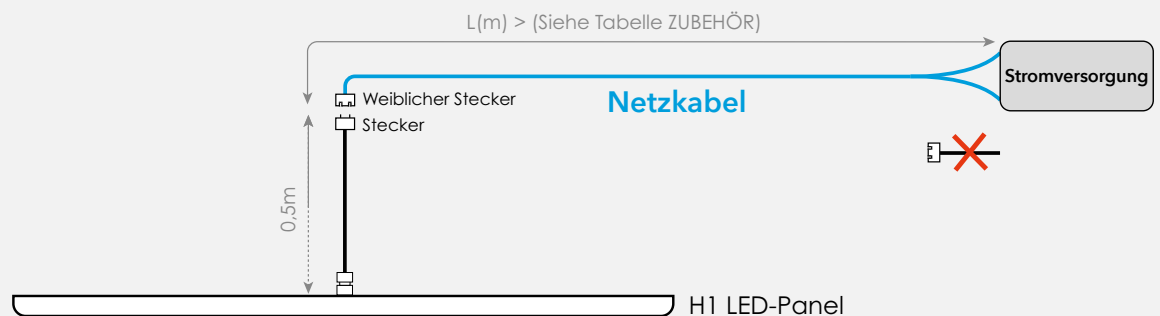 L(m) > (Siehe Tabelle ZUBEHÖR)
Stromversorgung
Weiblicher Stecker
Netzkabel
Stecker
0,5m
H1 LED-Panel